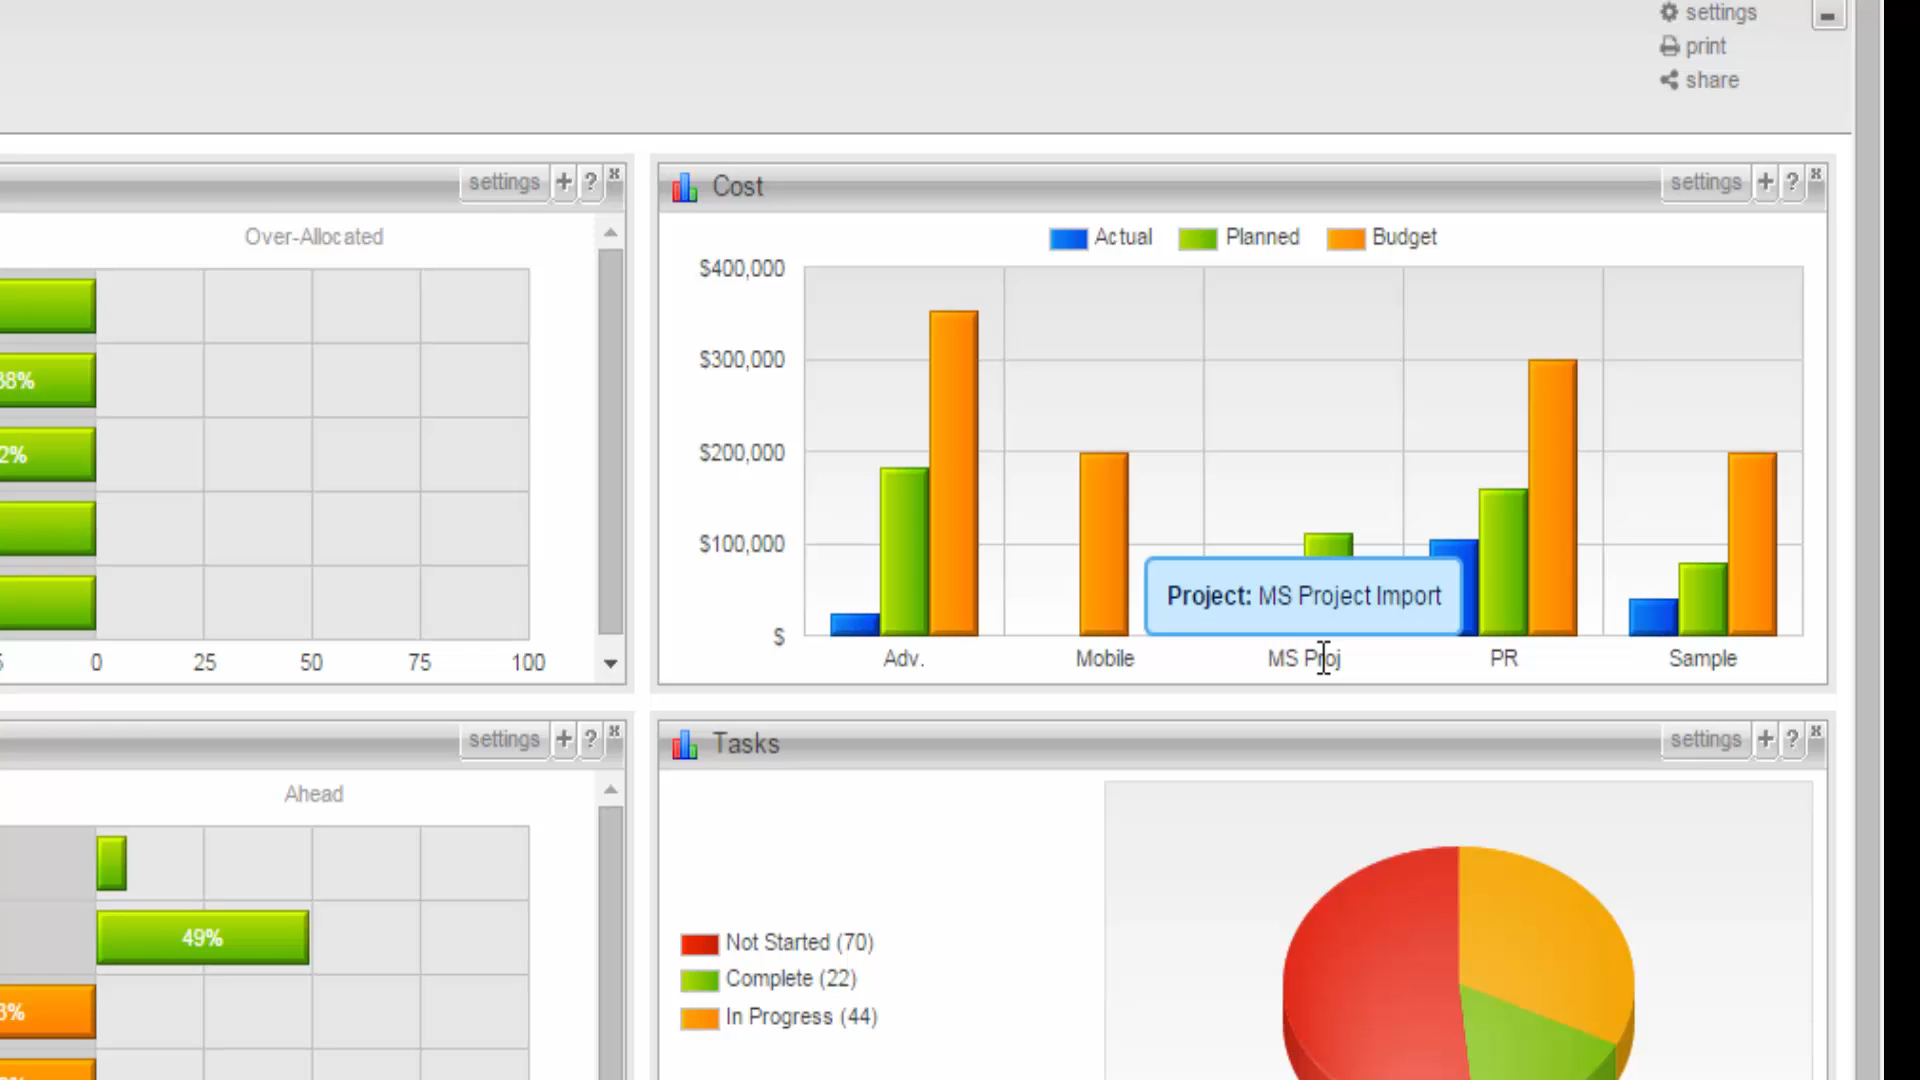 settings
print
share
settings + ?
Over-Allocated
2%
0 25 50 75 100
Cost
settings + ?
Actual Planned Budget
$400,000
$300,000
$200,000
$100,000
$
Project: MS Project Import
Adv. Mobile MS Proj PR Sample
settings + ?
Ahead
49%
Tasks
settings + ?
Not Started (70)
Complete (22)
In Progress (44)